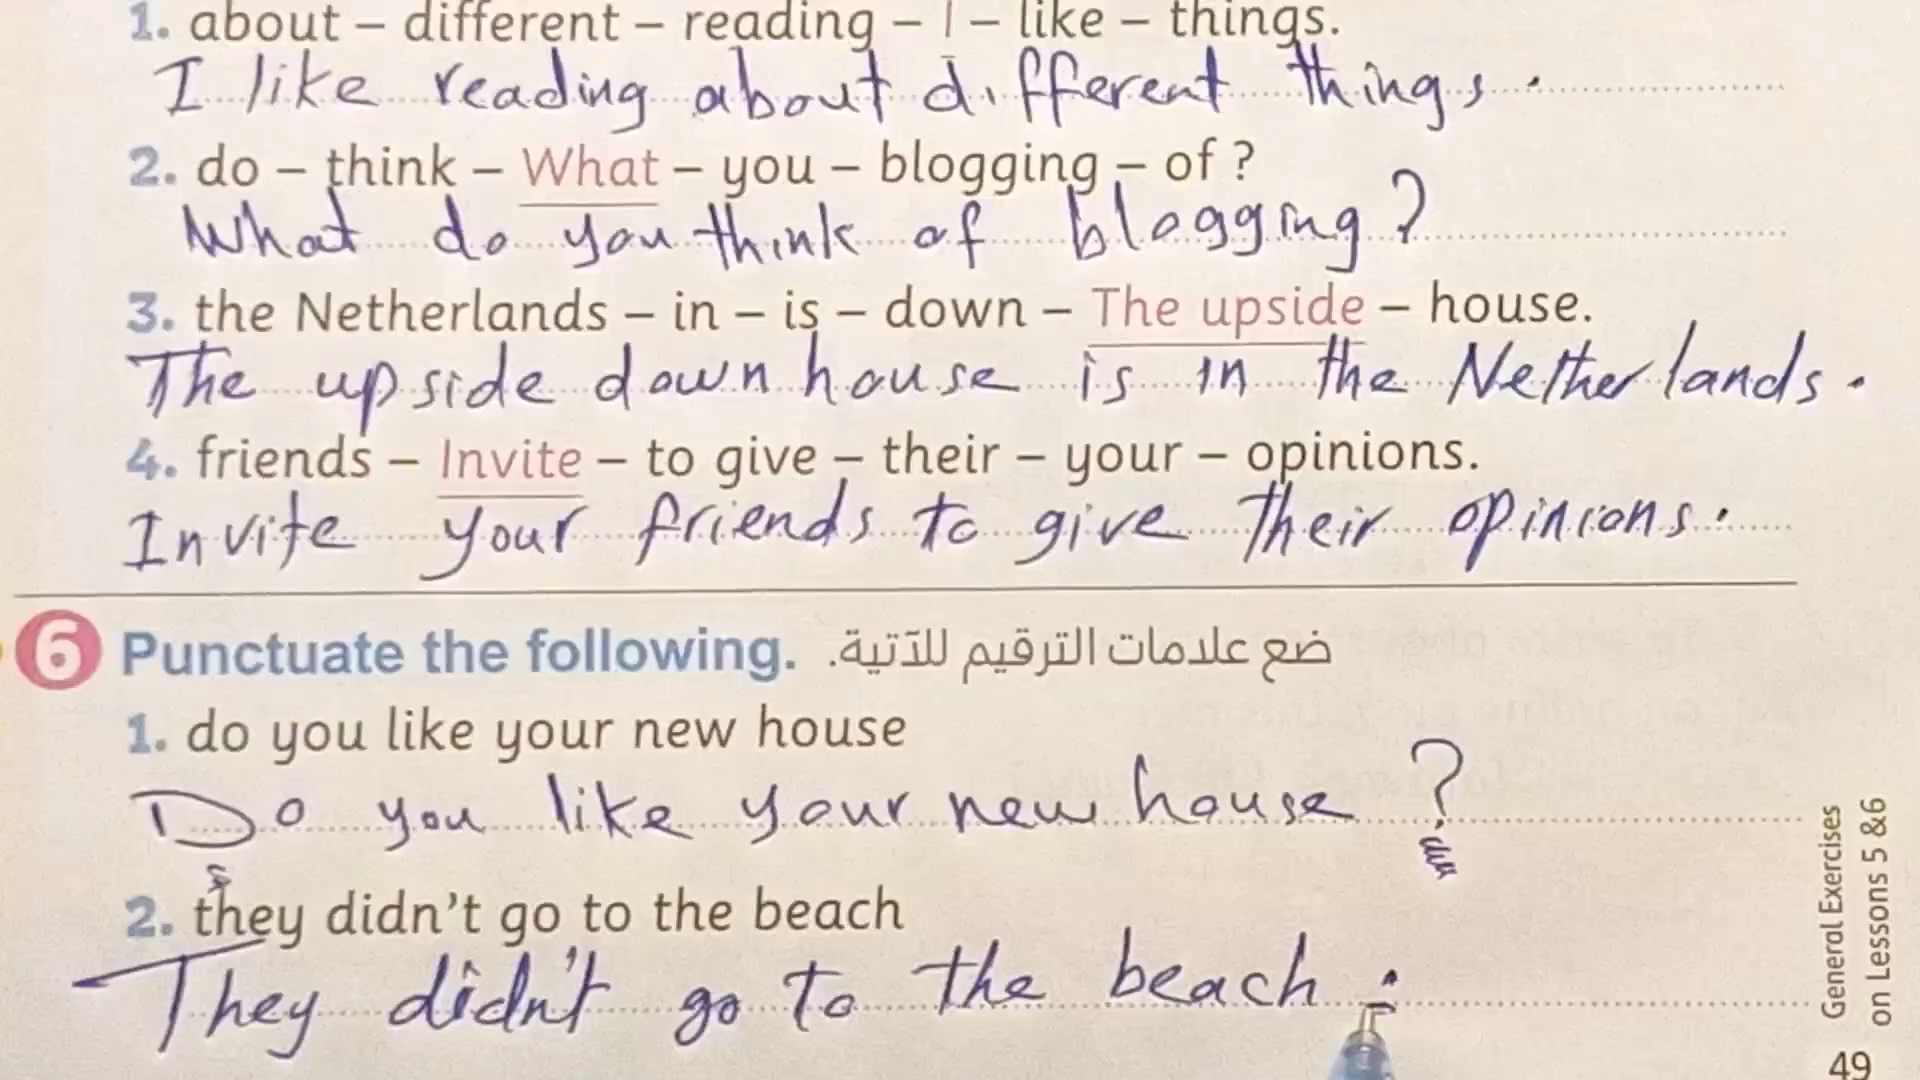 1. about – different – reading – I – like – things.
I like reading about different things.
2. do – think – What – you – blogging – of ?
What do you think of blogging?
3. the Netherlands – in – is – down – The upside – house.
The upside down house is in the Netherlands.
4. friends – Invite – to give – their – your – opinions.
Invite your friends to give their opinions.
6 Punctuate the following. ضع علامات الترقيم للآتية.
1. do you like your new house
Do you like your new house ?
2. they didn't go to the beach
They didn't go to the beach .
General Exercises
on Lessons 5 &6
49